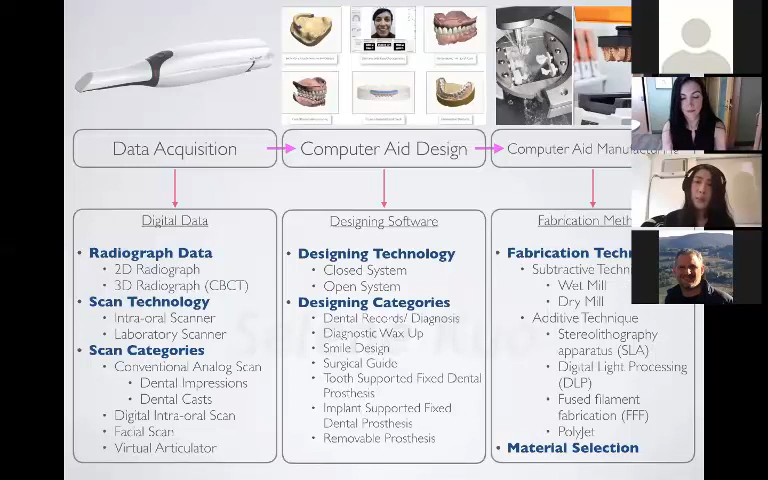 Data Acquisition
Computer Aid Design
Computer Aid Manufacturing
Digital Data
• Radiograph Data
• 2D Radiograph
• 3D Radiograph (CBCT)
• Scan Technology
• Intra-oral Scanner
• Laboratory Scanner
• Scan Categories
• Conventional Analog Scan
• Dental Impressions
• Dental Casts
• Digital Intra-oral Scan
• Facial Scan
• Virtual Articulator
Designing Software
• Designing Technology
• Closed System
• Open System
• Designing Categories
• Dental Records/ Diagnosis
• Diagnostic Wax Up
• Smile Design
• Surgical Guide
• Tooth Supported Fixed Dental
Prosthesis
• Implant Supported Fixed
Dental Prosthesis
• Removable Prosthesis
Fabrication Meth
• Fabrication Techn
• Subtractive Techni
• Wet Mill
• Dry Mill
• Additive Technique
• Stereolithography
apparatus (SLA)
• Digital Light Processing
(DLP)
• Fused filament
fabrication (FFF)
• PolyJet
• Material Selection